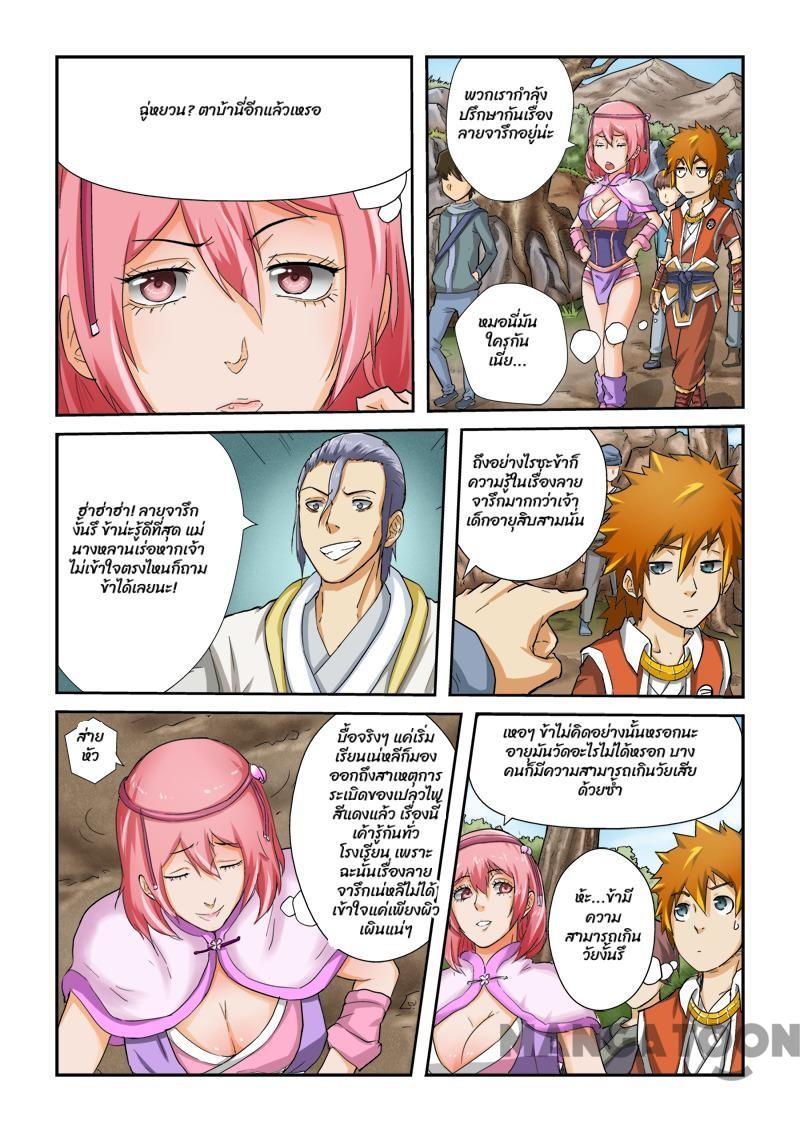 ฉู่หยวน? ตาบ้านี่อีกแล้วเหรอ
พวกเรากำลัง
ปรึกษากันเรื่อง
ลายจารึกอยู่น่ะ
หมอนี่มัน
ใครกัน
เนี่ย...
ฮ่าฮ่าฮ่า! ลายจารึก
งั้นรึ ข้าน่ะรู้ดีที่สุด แม่
นางหลานเร่อหากเจ้า
ไม่เข้าใจตรงไหนก็ถาม
ข้าได้เลยนะ!
ถึงอย่างไรซะข้าก็
ความรู้ในเรื่องลาย
จารึกมากกว่าเจ้า
เด็กอายุสิบสามนั่น
ส่าย
หัว
บื้อจริงๆ แค่เริ่ม
เรียนเน่หลีก็มอง
ออกถึงสาเหตุการ
ระเบิดของเปลวไฟ
สีแดงแล้ว เรื่องนี้
เค้ารู้กันทั่ว
โรงเรียน เพราะ
ฉะนั้นเรื่องลาย
จารึกเน่หลีไม่ได้
เข้าใจแค่เพียงผิว
เผินแน่ๆ
เหอๆ ข้าไม่คิดอย่างนั้นหรอกนะ
อายุมันวัดอะไรไม่ได้หรอก บาง
คนก็มีความสามารถเกินวัยเสีย
ด้วยซ้ำ
ห้ะ...ข้ามี
ความ
สามารถเกิน
วัยงั้นรึ
MANGATOON